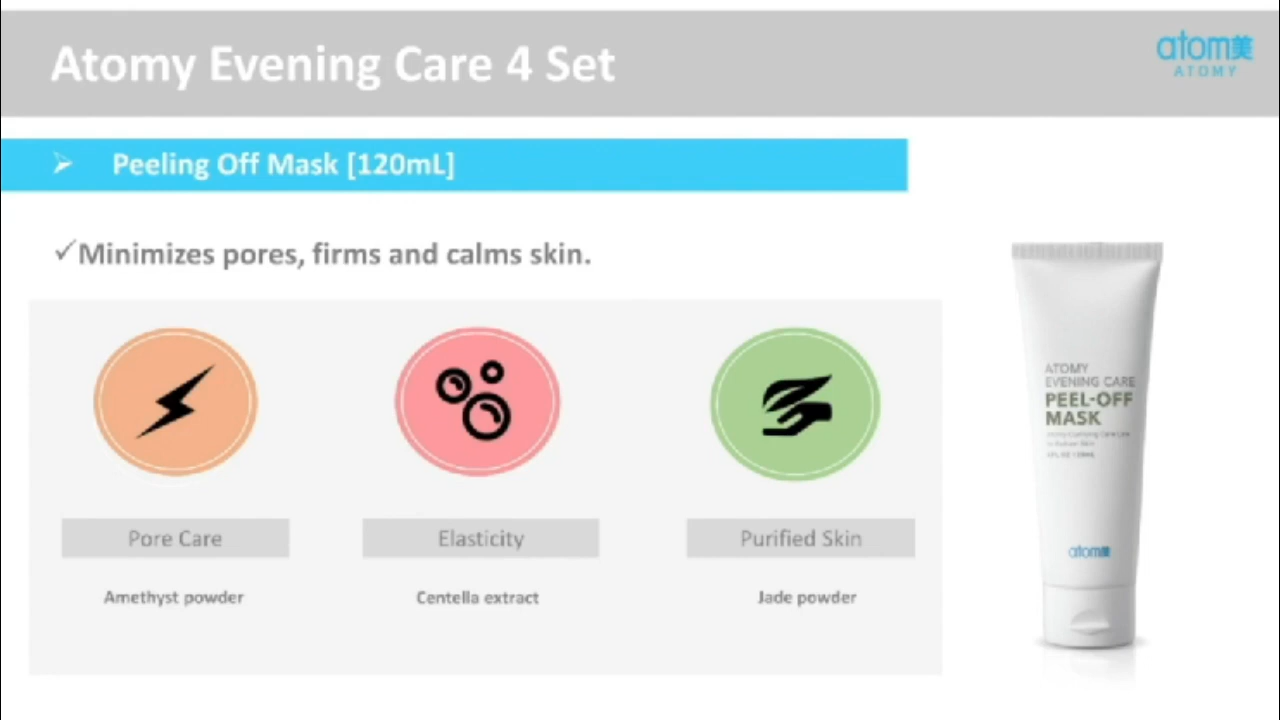 Atomy Evening Care 4 Set
atom美
ATOMY
Peeling Off Mask [120mL]
Minimizes pores, firms and calms skin.
Pore Care
Elasticity
Purified Skin
Amethyst powder
Centella extract
Jade powder
ATOMY
EVENING CARE
PEEL-OFF
MASK
atom美